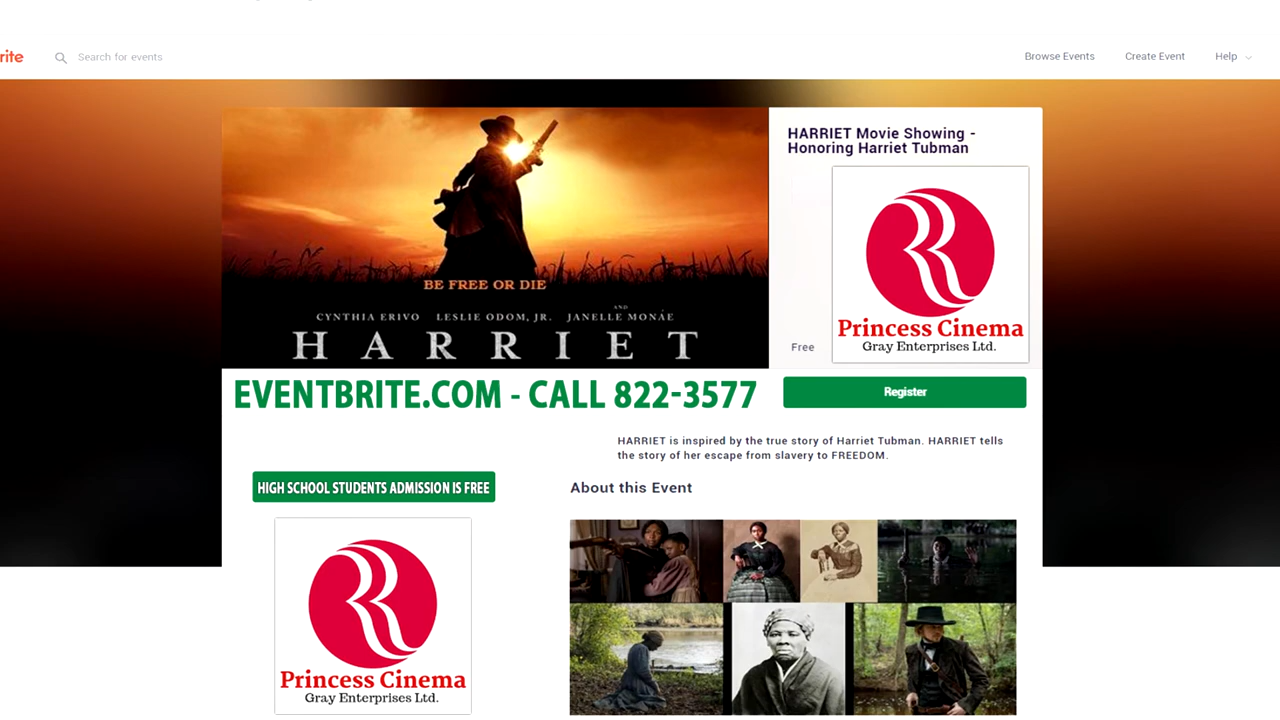 rite
Search for events
Browse Events
Create Event
Help
HARRIET Movie Showing -
Honoring Harriet Tubman
BE FREE OR DIE
AND
CYNTHIA ERIVO LESLIE ODOM, JR. JANELLE MONÁE
HARRIET
Princess Cinema
Gray Enterprises Ltd.
Free
EVENTBRITE.COM - CALL 822-3577
Register
HARRIET is inspired by the true story of Harriet Tubman. HARRIET tells
the story of her escape from slavery to FREEDOM.
HIGH SCHOOL STUDENTS ADMISSION IS FREE
About this Event
Princess Cinema
Gray Enterprises Ltd.